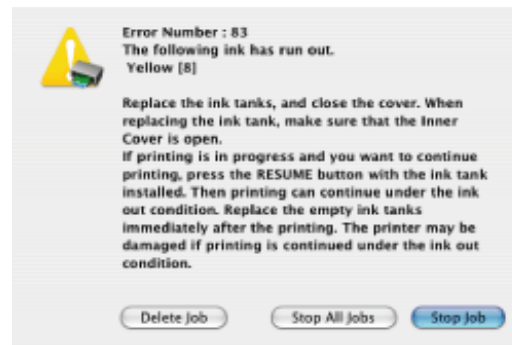 Error Number : 83
The following ink has run out.
Yellow [8]
Replace the ink tanks, and close the cover. When
replacing the ink tank, make sure that the Inner
Cover is open.
If printing is in progress and you want to continue
printing, press the RESUME button with the ink tank
installed. Then printing can continue under the ink
out condition. Replace the empty ink tanks
immediately after the printing. The printer may be
damaged if printing is continued under the ink out
condition.
Delete Job Stop All Jobs Stop Job